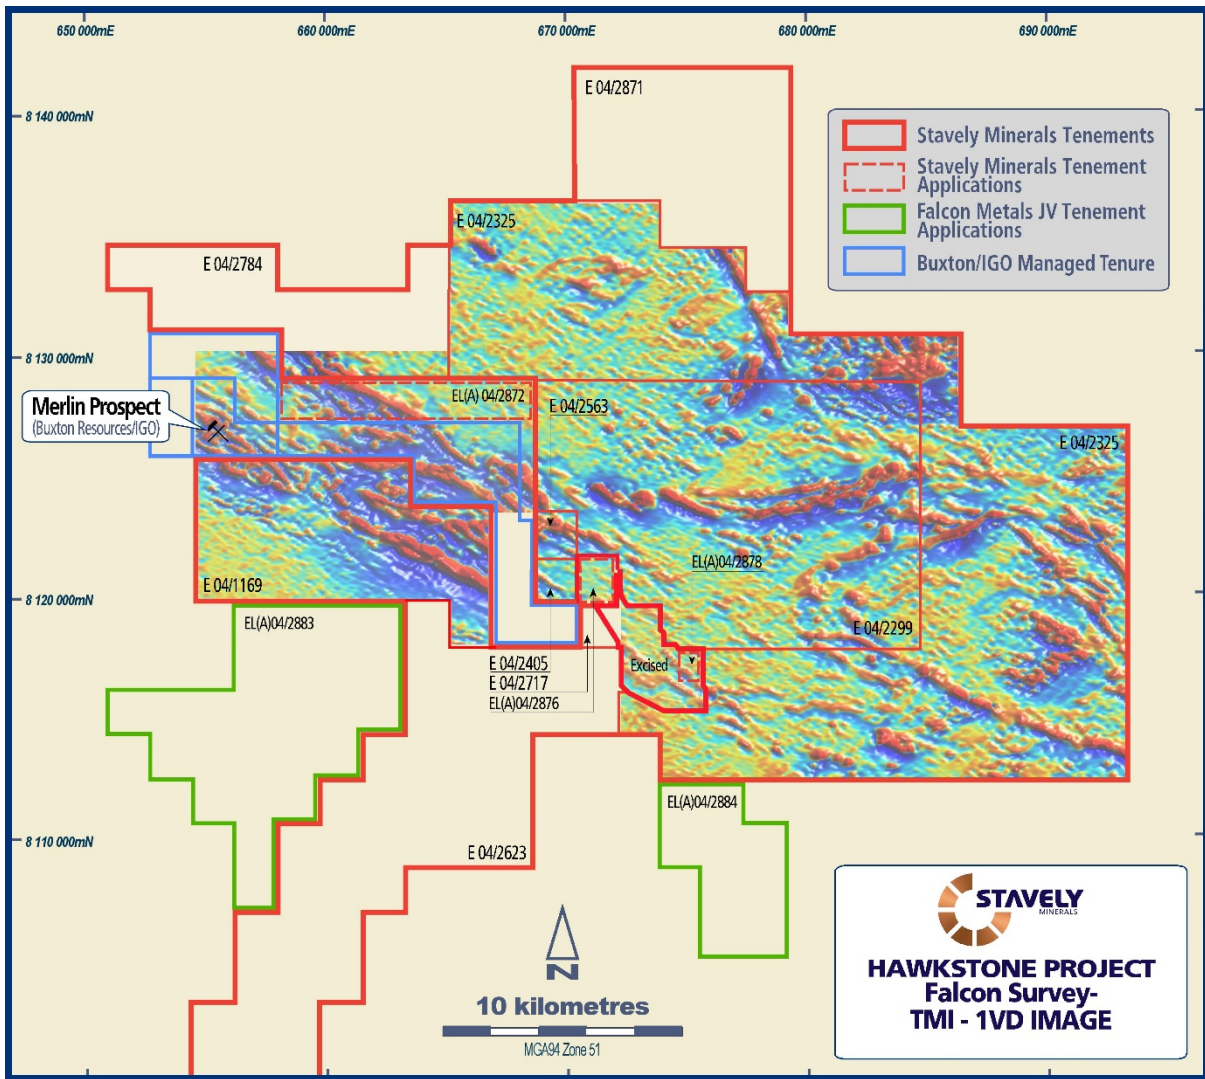 650 000mE
660 000mE
670 000mE
680 000mE
690 000mE
E 04/2871
8 140 000mN
Stavely Minerals Tenements
Stavely Minerals Tenement
Applications
Falcon Metals JV Tenement
Applications
Buxton/IGO Managed Tenure
E 04/2325
E 04/2784
8 130 000mN
EL(A) 04/2872
E 04/2563
Merlin Prospect
(Buxton Resources/IGO)
E 04/2325
EL(A)04/2878
E 04/1169
8 120 000mN
EL(A)04/2883
E 04/2299
E 04/2405
Excised
E 04/2717
EL(A)04/2876
EL(A)04/2884
8 110 000mN
E 04/2623
N
10 kilometres
MGA94 Zone 51
STAVELY
MINERALS
HAWKSTONE PROJECT
Falcon Survey-
TMI - 1VD IMAGE